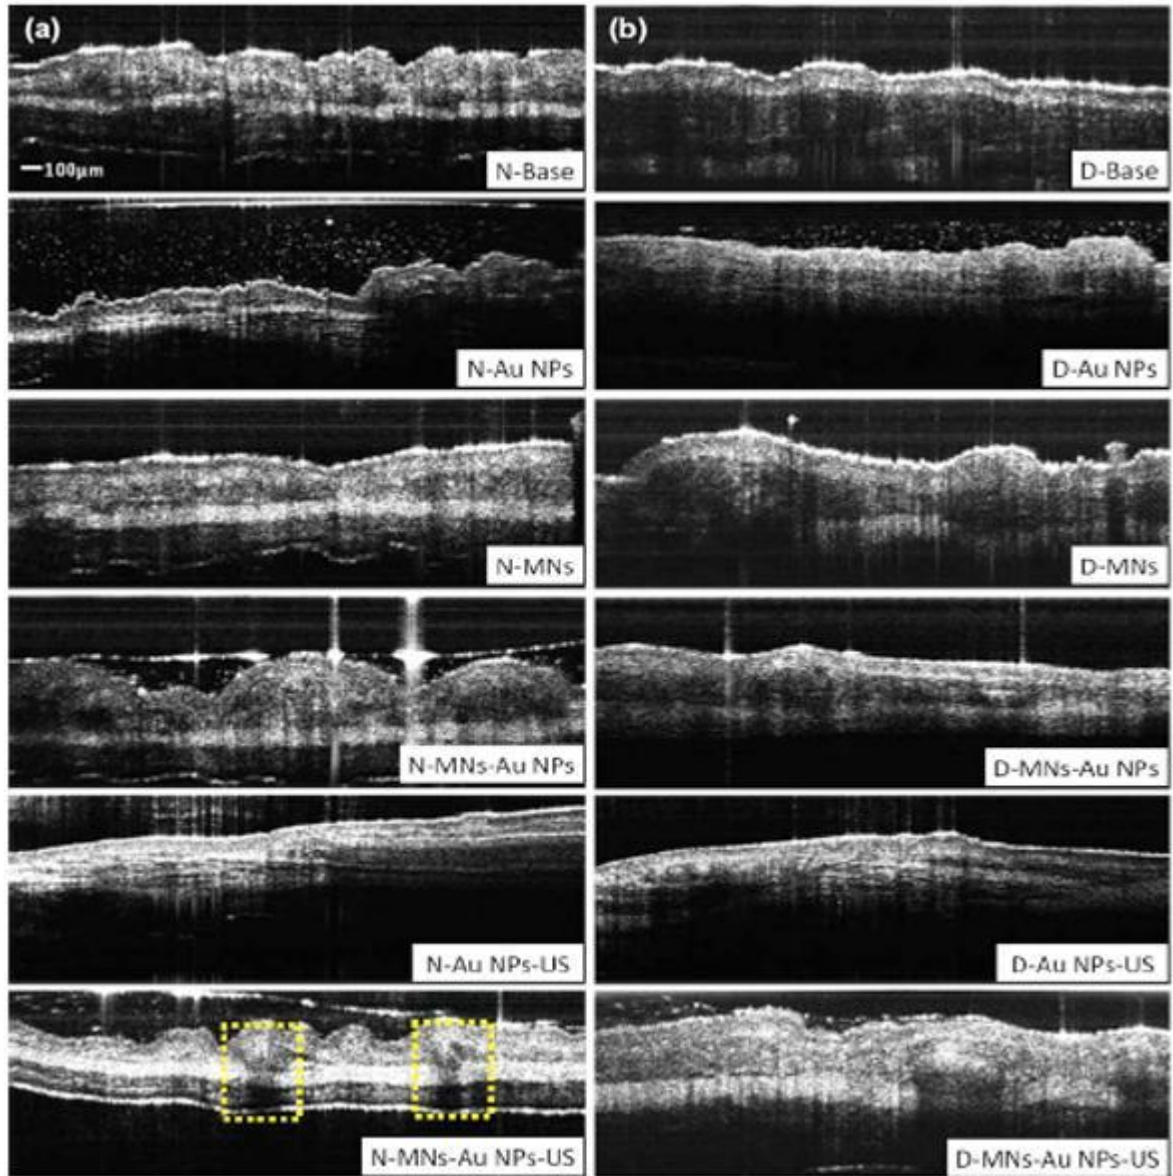 (a)
(b)
100µm
N-Base
D-Base
N-Au NPs
D-Au NPs
N-MNs
D-MNs
N-MNs-Au NPs
D-MNs-Au NPs
N-Au NPs-US
D-Au NPs-US
N-MNs-Au NPs-US
D-MNs-Au NPs-US